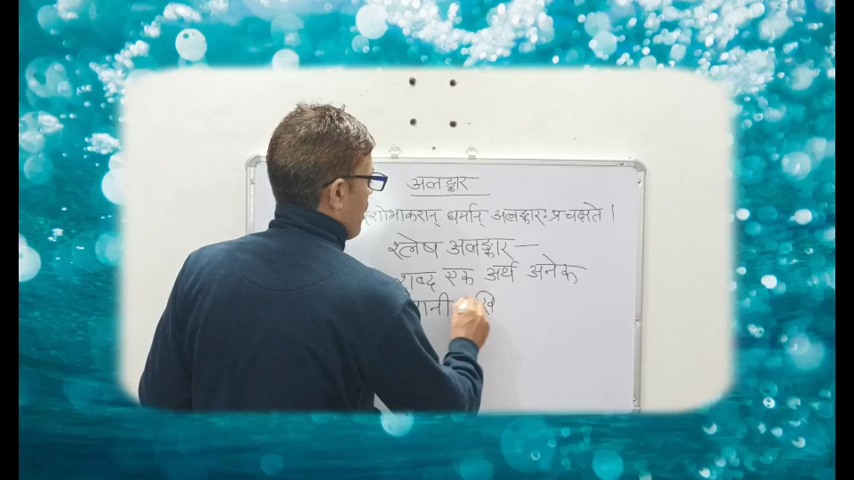 अलङ्कार
शोभाकरान् धर्मान् अलङ्कारः प्रचक्षते ।
श्लेष अलङ्कार —
शब्द एक अर्थ अनेक